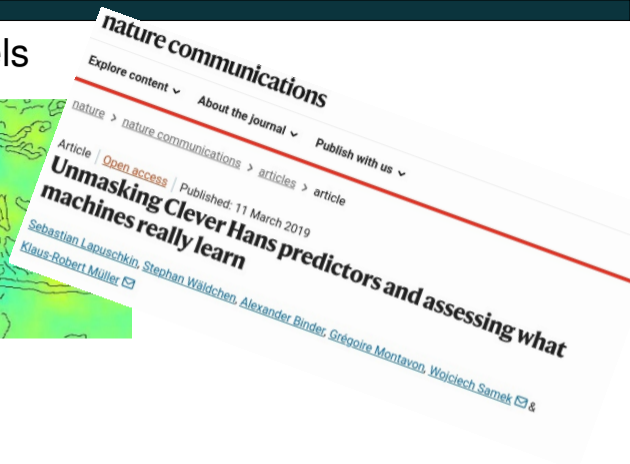 els
nature communications
Explore content
About the journal
Publish with us
nature > nature communications > articles > article
Article | Open access | Published: 11 March 2019
Unmasking Clever Hans predictors and assessing what
machines really learn
Sebastian Lapuschkin, Stephan Wäldchen, Alexander Binder, Grégoire Montavon, Wojciech Samek &
Klaus-Robert Müller